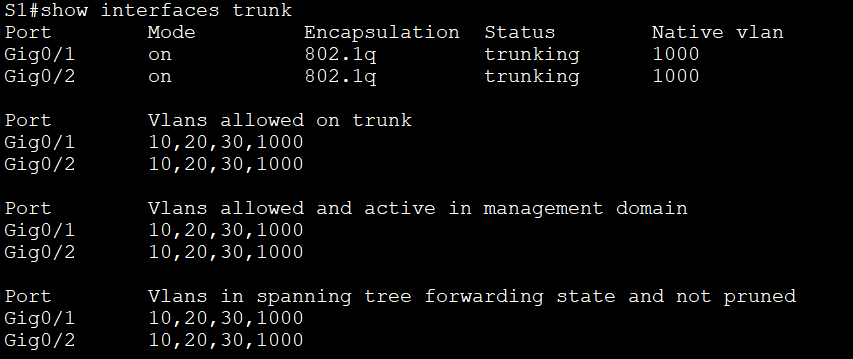 S1#show interfaces trunk
Port        Mode         Encapsulation  Status        Native vlan
Gig0/1      on           802.1q         trunking      1000
Gig0/2      on           802.1q         trunking      1000

Port        Vlans allowed on trunk
Gig0/1      10,20,30,1000
Gig0/2      10,20,30,1000

Port        Vlans allowed and active in management domain
Gig0/1      10,20,30,1000
Gig0/2      10,20,30,1000

Port        Vlans in spanning tree forwarding state and not pruned
Gig0/1      10,20,30,1000
Gig0/2      10,20,30,1000